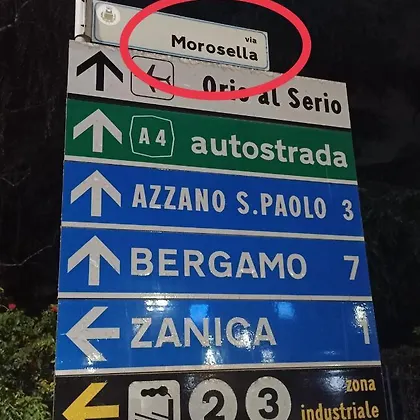 via
Morosella
Orio al Serio
A4 autostrada
AZZANO S.PAOLO 3
BERGAMO 7
ZANICA 1
2 3 zona
industriale